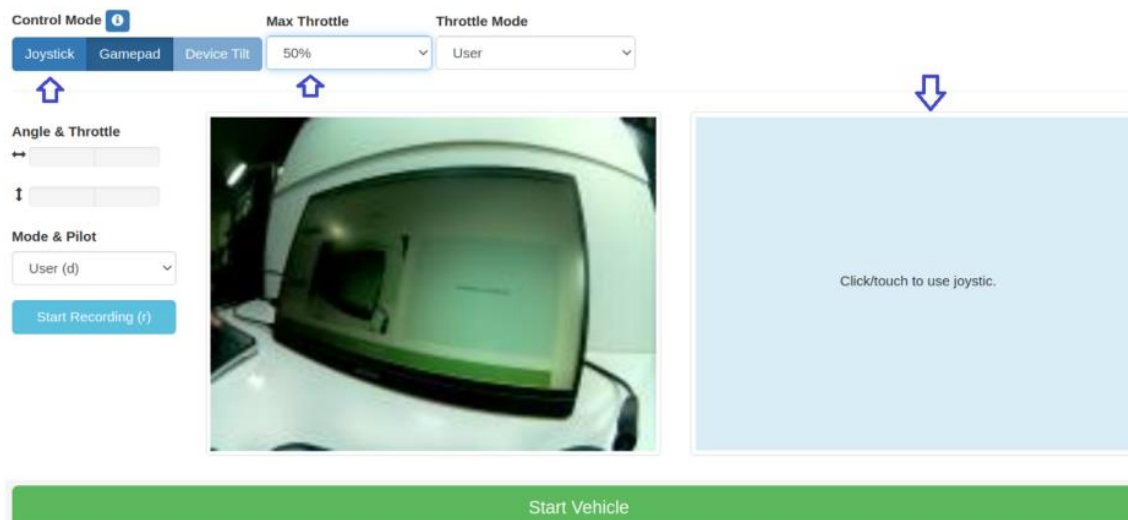 Control Mode
Max Throttle
Throttle Mode
Joystick Gamepad Device Tilt
50%
User
Angle & Throttle
Mode & Pilot
User (d)
Start Recording (r)
Click/touch to use joystic.
Start Vehicle